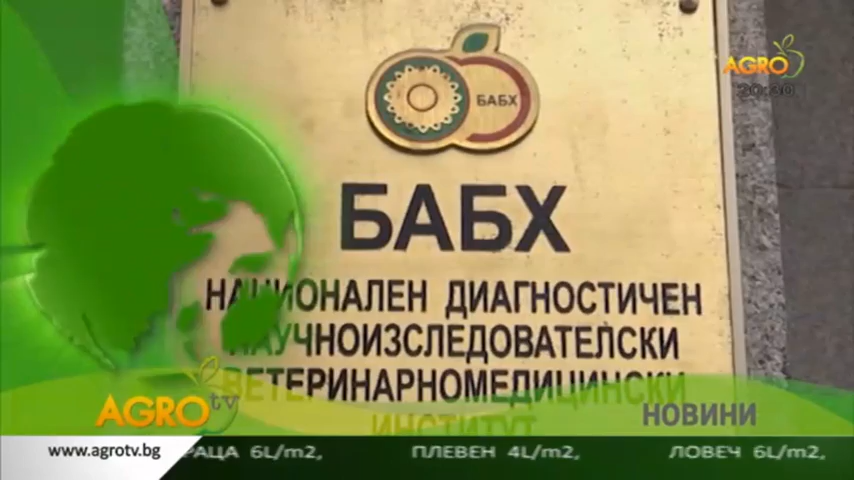 AGRO
20:30
БАБХ
БАБХ
НАЦИОНАЛЕН ДИАГНОСТИЧЕН
НАУЧНОИЗСЛЕДОВАТЕЛСКИ
ВЕТЕРИНАРНОМЕДИЦИНСКИ
ИНСТИТУТ
AGROtv
НОВИНИ
www.agrotv.bg
РАЦА 6L/m2, ПЛЕВЕН 4L/m2, ЛОВЕЧ 6L/m2,